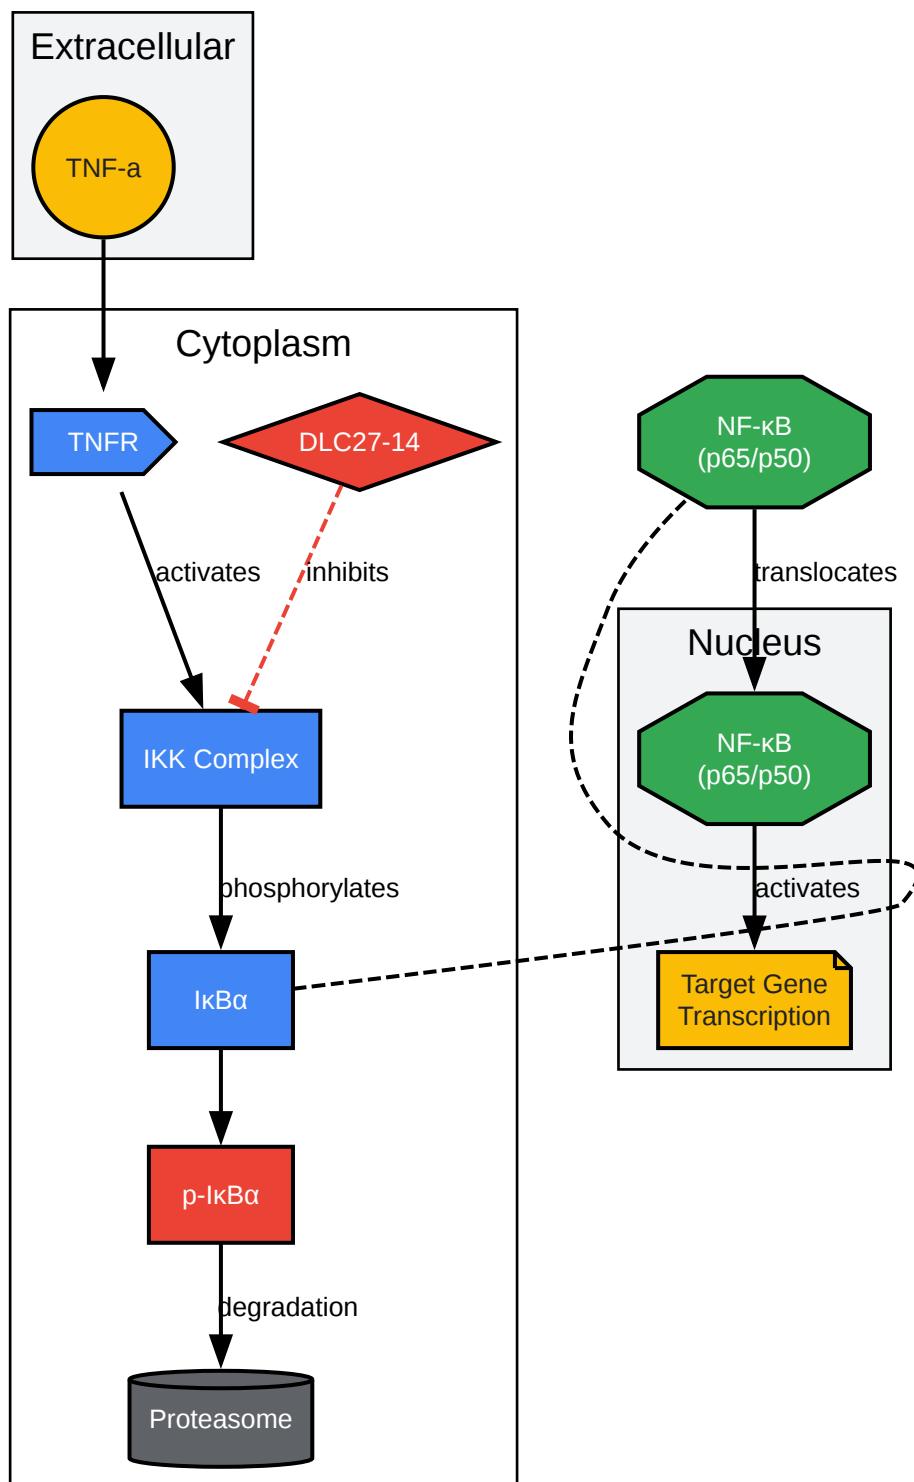 Extracellular
TNF-a
Cytoplasm
TNFR
DLC27-14
NF-κB
(p65/p50)
activates
inhibits
translocates
Nucleus
IKK Complex
NF-κB
(p65/p50)
phosphorylates
activates
IκBα
Target Gene
Transcription
p-IκBα
degradation
Proteasome